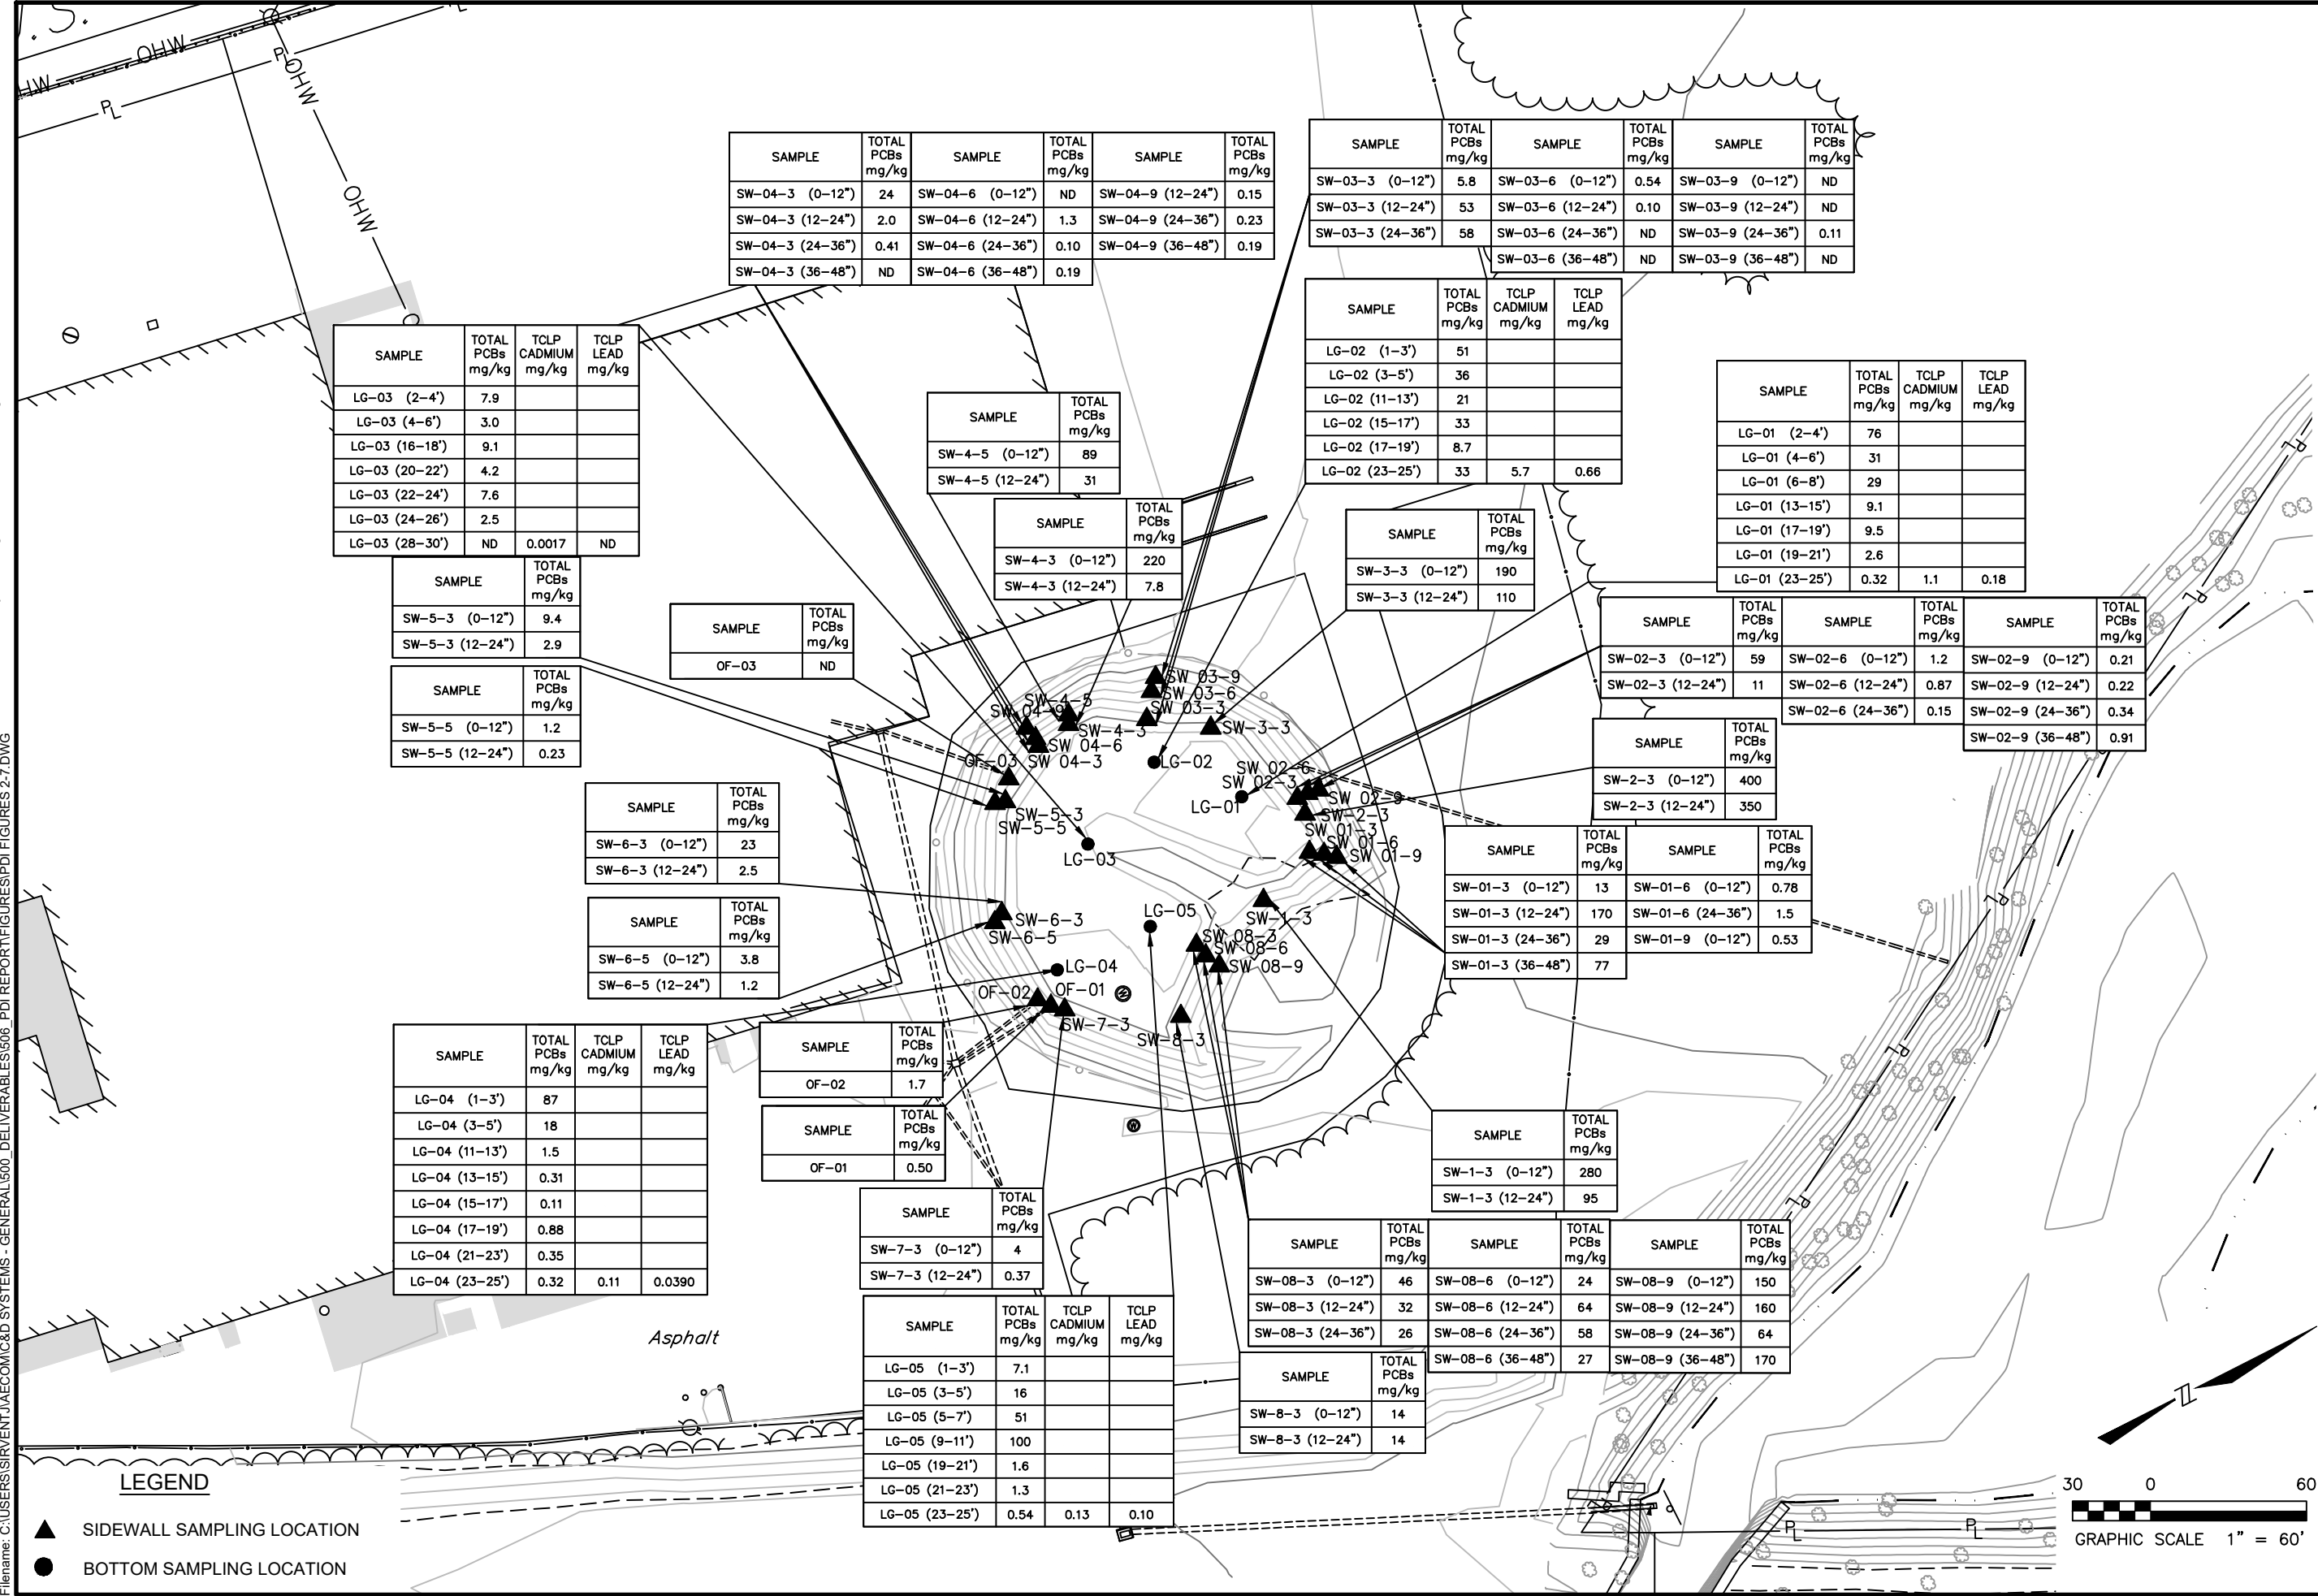 Filename: C:\USERS\SIRVENTJ\AECOM\C&D SYSTEMS - GENERAL\500_DELIVERABLES\506_PDI REPORT\FIGURES\PDI FIGURES 2-7.DWG
S.
OHW
HW
PL
PL
OHW
OHW
SAMPLE TOTAL PCBs mg/kg SAMPLE TOTAL PCBs mg/kg SAMPLE TOTAL PCBs mg/kg
SW-04-3 (0-12") 24 SW-04-6 (0-12") ND SW-04-9 (12-24") 0.15
SW-04-3 (12-24") 2.0 SW-04-6 (12-24") 1.3 SW-04-9 (24-36") 0.23
SW-04-3 (24-36") 0.41 SW-04-6 (24-36") 0.10 SW-04-9 (36-48") 0.19
SW-04-3 (36-48") ND SW-04-6 (36-48") 0.19
SAMPLE TOTAL PCBs mg/kg SAMPLE TOTAL PCBs mg/kg SAMPLE TOTAL PCBs mg/kg
SW-03-3 (0-12") 5.8 SW-03-6 (0-12") 0.54 SW-03-9 (0-12") ND
SW-03-3 (12-24") 53 SW-03-6 (12-24") 0.10 SW-03-9 (12-24") ND
SW-03-3 (24-36") 58 SW-03-6 (24-36") ND SW-03-9 (24-36") 0.11
SW-03-6 (36-48") ND SW-03-9 (36-48") ND
SAMPLE TOTAL PCBs mg/kg TCLP CADMIUM mg/kg TCLP LEAD mg/kg
LG-03 (2-4') 7.9
LG-03 (4-6') 3.0
LG-03 (16-18') 9.1
LG-03 (20-22') 4.2
LG-03 (22-24') 7.6
LG-03 (24-26') 2.5
LG-03 (28-30') ND 0.0017 ND
SAMPLE TOTAL PCBs mg/kg TCLP CADMIUM mg/kg TCLP LEAD mg/kg
LG-02 (1-3') 51
LG-02 (3-5') 36
LG-02 (11-13') 21
LG-02 (15-17') 33
LG-02 (17-19') 8.7
LG-02 (23-25') 33 5.7 0.66
SAMPLE TOTAL PCBs mg/kg TCLP CADMIUM mg/kg TCLP LEAD mg/kg
LG-01 (2-4') 76
LG-01 (4-6') 31
LG-01 (6-8') 29
LG-01 (13-15') 9.1
LG-01 (17-19') 9.5
LG-01 (19-21') 2.6
LG-01 (23-25') 0.32 1.1 0.18
SAMPLE TOTAL PCBs mg/kg
SW-4-5 (0-12") 89
SW-4-5 (12-24") 31
SAMPLE TOTAL PCBs mg/kg
SW-4-3 (0-12") 220
SW-4-3 (12-24") 7.8
SAMPLE TOTAL PCBs mg/kg
SW-3-3 (0-12") 190
SW-3-3 (12-24") 110
SAMPLE TOTAL PCBs mg/kg
SW-5-3 (0-12") 9.4
SW-5-3 (12-24") 2.9
SAMPLE TOTAL PCBs mg/kg
OF-03 ND
SAMPLE TOTAL PCBs mg/kg SAMPLE TOTAL PCBs mg/kg SAMPLE TOTAL PCBs mg/kg
SW-02-3 (0-12") 59 SW-02-6 (0-12") 1.2 SW-02-9 (0-12") 0.21
SW-02-3 (12-24") 11 SW-02-6 (12-24") 0.87 SW-02-9 (12-24") 0.22
SW-02-6 (24-36") 0.15 SW-02-9 (24-36") 0.34
SW-02-9 (36-48") 0.91
SAMPLE TOTAL PCBs mg/kg
SW-5-5 (0-12") 1.2
SW-5-5 (12-24") 0.23
SAMPLE TOTAL PCBs mg/kg
SW-2-3 (0-12") 400
SW-2-3 (12-24") 350
SW 03-9
SW 03-6
SW 03-3
SW-3-3
SW-4-5
SW 04-9
SW-4-3
SW 04-6
SW 04-3
OF-03
LG-02
SW 02-6
SW 02-3
SW 02-9
LG-01
SW-2-3
SW 01-3
SW 01-6
SW 01-9
SW-5-3
SW-5-5
LG-03
SAMPLE TOTAL PCBs mg/kg
SW-6-3 (0-12") 23
SW-6-3 (12-24") 2.5
SAMPLE TOTAL PCBs mg/kg SAMPLE TOTAL PCBs mg/kg
SW-01-3 (0-12") 13 SW-01-6 (0-12") 0.78
SW-01-3 (12-24") 170 SW-01-6 (24-36") 1.5
SW-01-3 (24-36") 29 SW-01-9 (0-12") 0.53
SW-01-3 (36-48") 77
SAMPLE TOTAL PCBs mg/kg
SW-6-5 (0-12") 3.8
SW-6-5 (12-24") 1.2
SW-6-3
SW-6-5
LG-05
SW-1-3
SW 08-3
SW 08-6
SW 08-9
LG-04
OF-02
OF-01
SW-7-3
SW-8-3
PL
PL
PL
PL
PL
SAMPLE TOTAL PCBs mg/kg TCLP CADMIUM mg/kg TCLP LEAD mg/kg
LG-04 (1-3') 87
LG-04 (3-5') 18
LG-04 (11-13') 1.5
LG-04 (13-15') 0.31
LG-04 (15-17') 0.11
LG-04 (17-19') 0.88
LG-04 (21-23') 0.35
LG-04 (23-25') 0.32 0.11 0.0390
SAMPLE TOTAL PCBs mg/kg
OF-02 1.7
SAMPLE TOTAL PCBs mg/kg
OF-01 0.50
SAMPLE TOTAL PCBs mg/kg
SW-1-3 (0-12") 280
SW-1-3 (12-24") 95
SAMPLE TOTAL PCBs mg/kg
SW-7-3 (0-12") 4
SW-7-3 (12-24") 0.37
SAMPLE TOTAL PCBs mg/kg SAMPLE TOTAL PCBs mg/kg SAMPLE TOTAL PCBs mg/kg
SW-08-3 (0-12") 46 SW-08-6 (0-12") 24 SW-08-9 (0-12") 150
SW-08-3 (12-24") 32 SW-08-6 (12-24") 64 SW-08-9 (12-24") 160
SW-08-3 (24-36") 26 SW-08-6 (24-36") 58 SW-08-9 (24-36") 64
SW-08-6 (36-48") 27 SW-08-9 (36-48") 170
SAMPLE TOTAL PCBs mg/kg TCLP CADMIUM mg/kg TCLP LEAD mg/kg
LG-05 (1-3') 7.1
LG-05 (3-5') 16
LG-05 (5-7') 51
LG-05 (9-11') 100
LG-05 (19-21') 1.6
LG-05 (21-23') 1.3
LG-05 (23-25') 0.54 0.13 0.10
SAMPLE TOTAL PCBs mg/kg
SW-8-3 (0-12") 14
SW-8-3 (12-24") 14
Asphalt
LEGEND
SIDEWALL SAMPLING LOCATION
BOTTOM SAMPLING LOCATION
PL
PL
N
30 0 60
GRAPHIC SCALE 1" = 60'